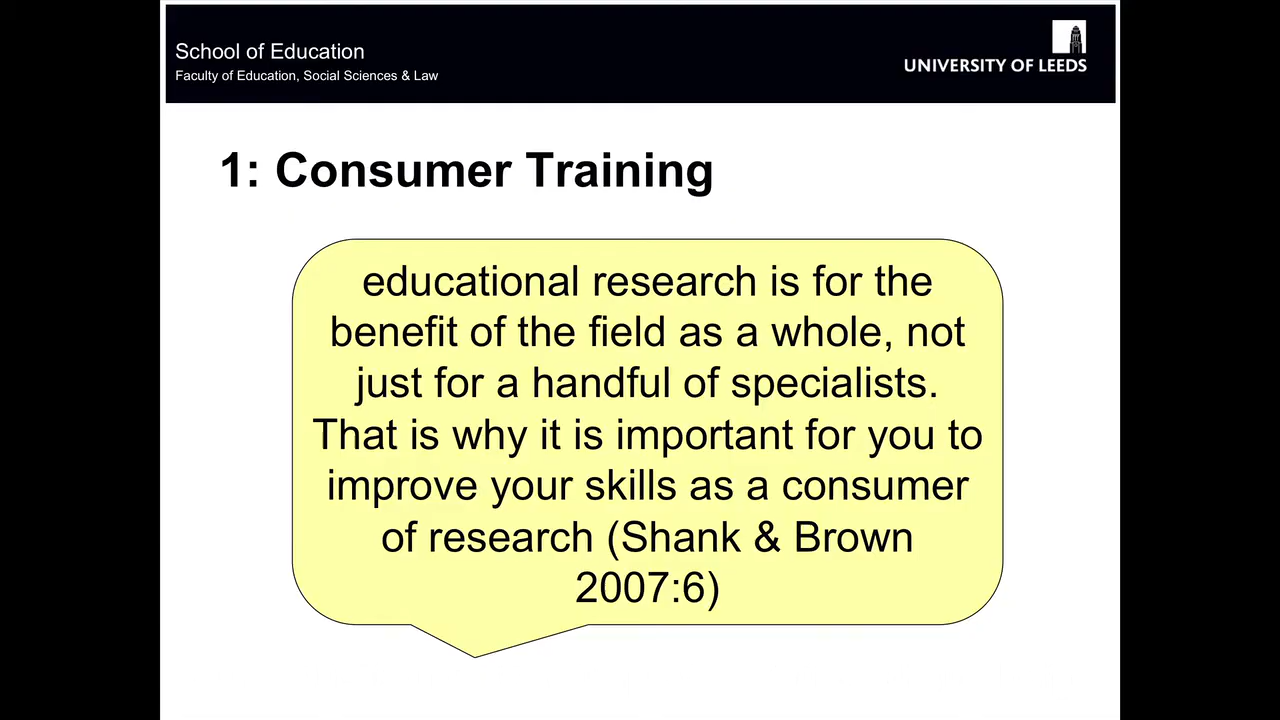 School of Education
Faculty of Education, Social Sciences & Law
UNIVERSITY OF LEEDS
1: Consumer Training
educational research is for the
benefit of the field as a whole, not
just for a handful of specialists.
That is why it is important for you to
improve your skills as a consumer
of research (Shank & Brown
2007:6)